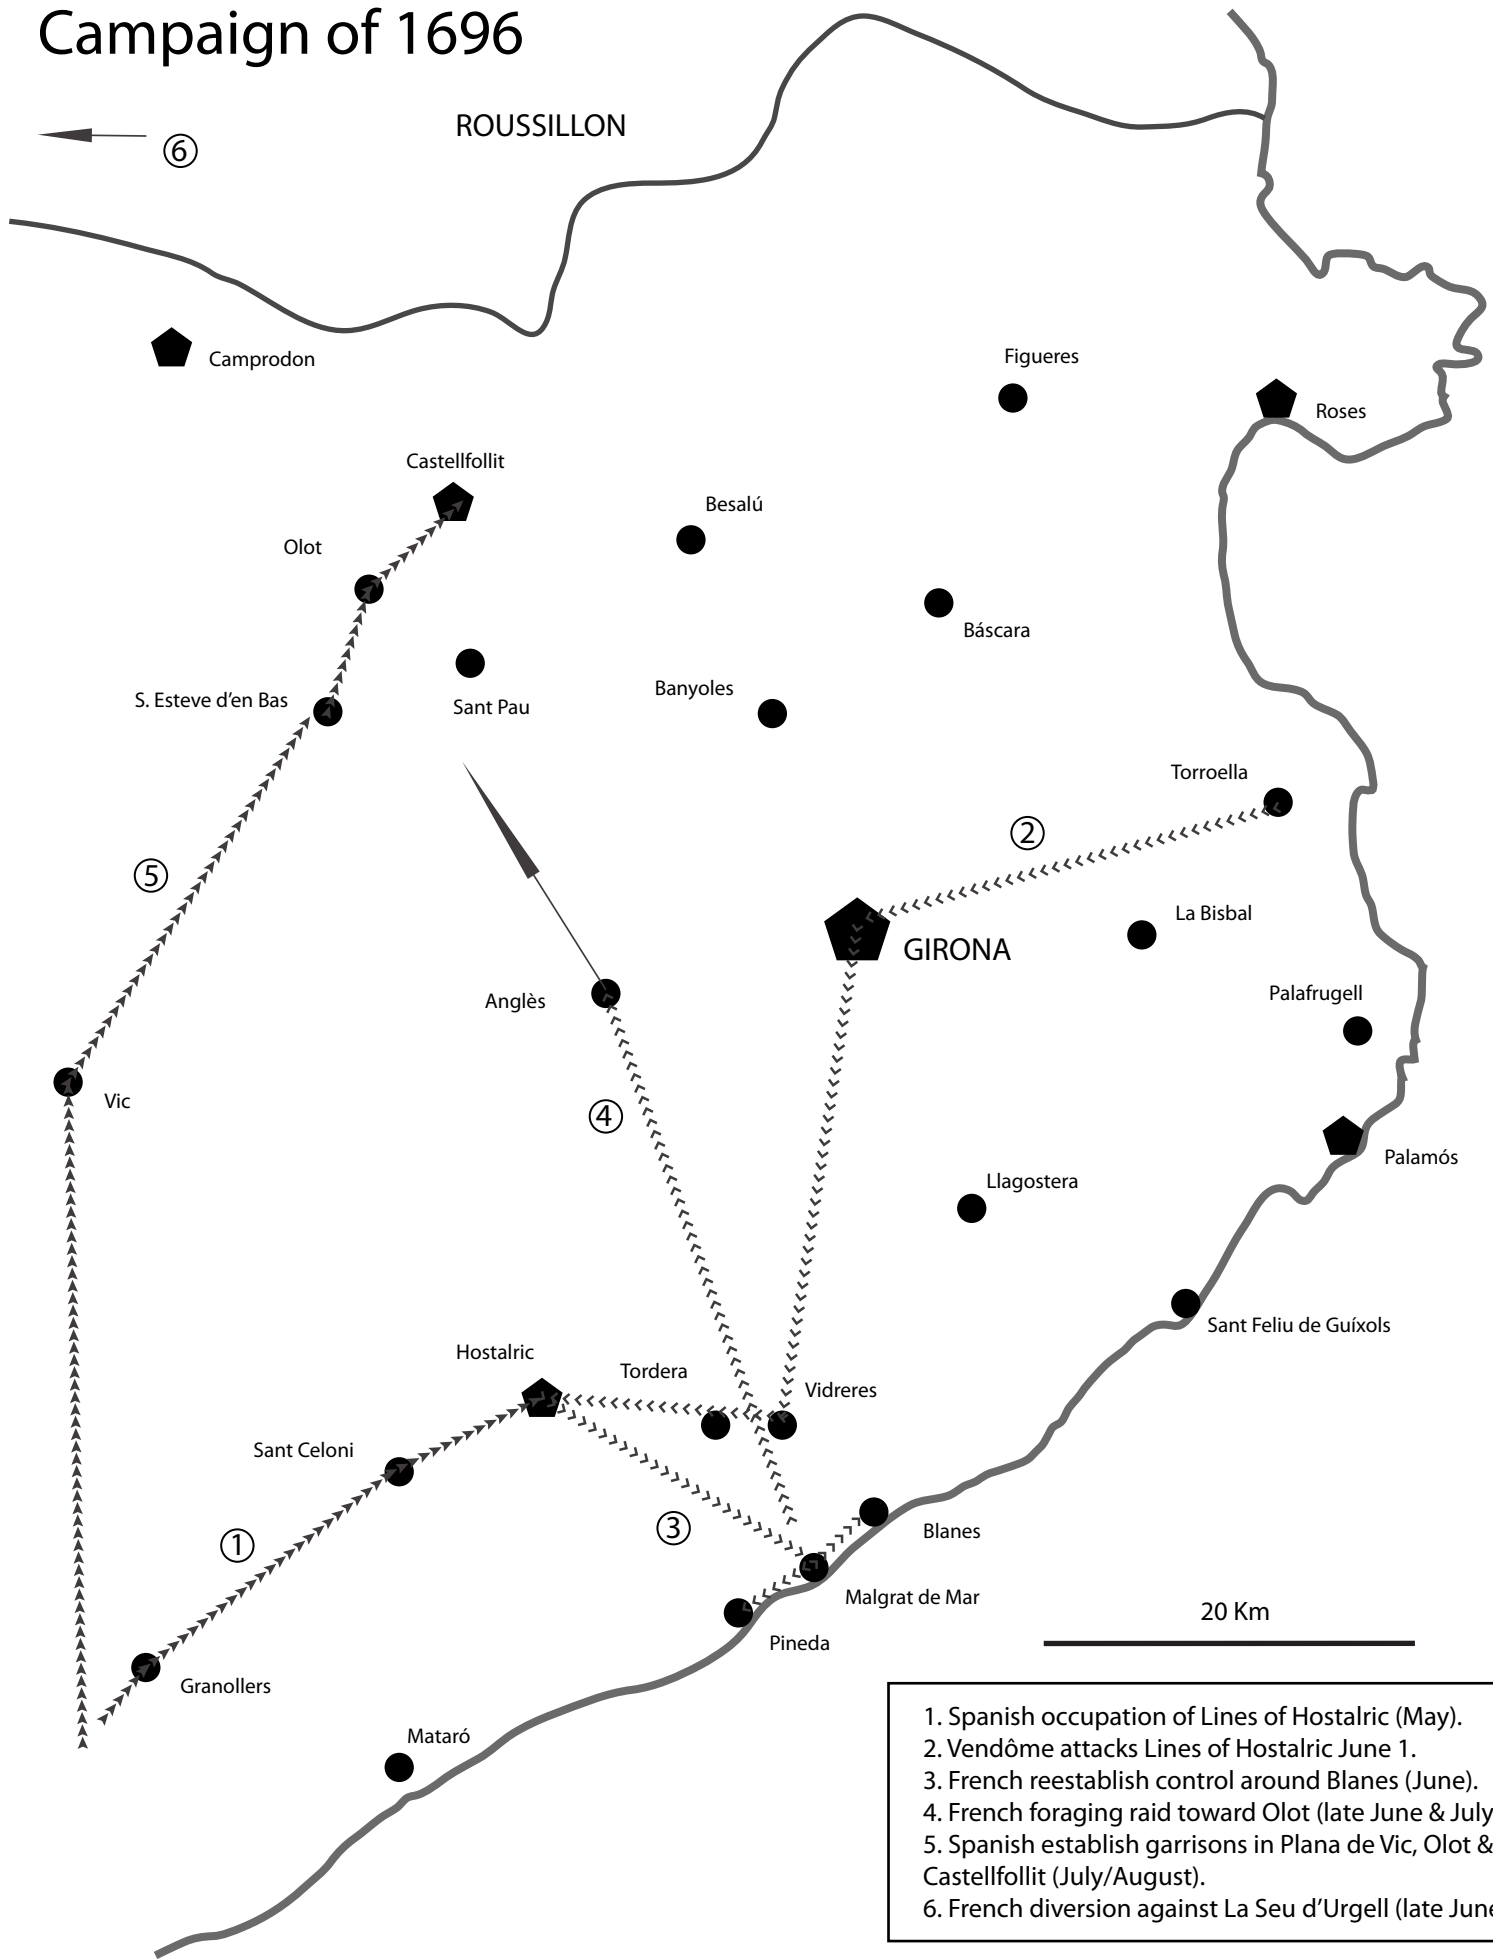 Campaign of 1696
ROUSSILLON
⑥
Camprodon
Figueres
Roses
Castellfollit
Besalú
Olot
Báscara
S. Esteve d'en Bas
Sant Pau
Banyoles
Torroella
②
⑤
La Bisbal
GIRONA
Anglès
Palafrugell
Vic
④
Palamós
Llagostera
Sant Feliu de Guíxols
Hostalric
Tordera
Vidreres
Sant Celoni
③
Blanes
①
Malgrat de Mar
20 Km
Pineda
Granollers
Mataró
1. Spanish occupation of Lines of Hostalric (May).
2. Vendôme attacks Lines of Hostalric June 1.
3. French reestablish control around Blanes (June).
4. French foraging raid toward Olot (late June & July
5. Spanish establish garrisons in Plana de Vic, Olot &
Castellfollit (July/August).
6. French diversion against La Seu d'Urgell (late June